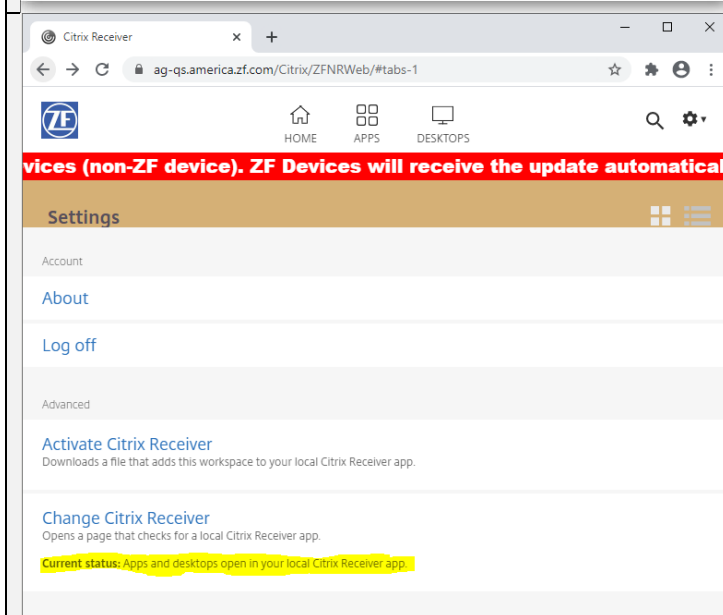 Citrix Receiver
ag-qs.america.zf.com/Citrix/ZFNRWeb/#tabs-1
ZF
HOME APPS DESKTOPS
vices (non-ZF device). ZF Devices will receive the update automatical
Settings
Account
About
Log off
Advanced
Activate Citrix Receiver
Downloads a file that adds this workspace to your local Citrix Receiver app.
Change Citrix Receiver
Opens a page that checks for a local Citrix Receiver app.
Current status: Apps and desktops open in your local Citrix Receiver app.